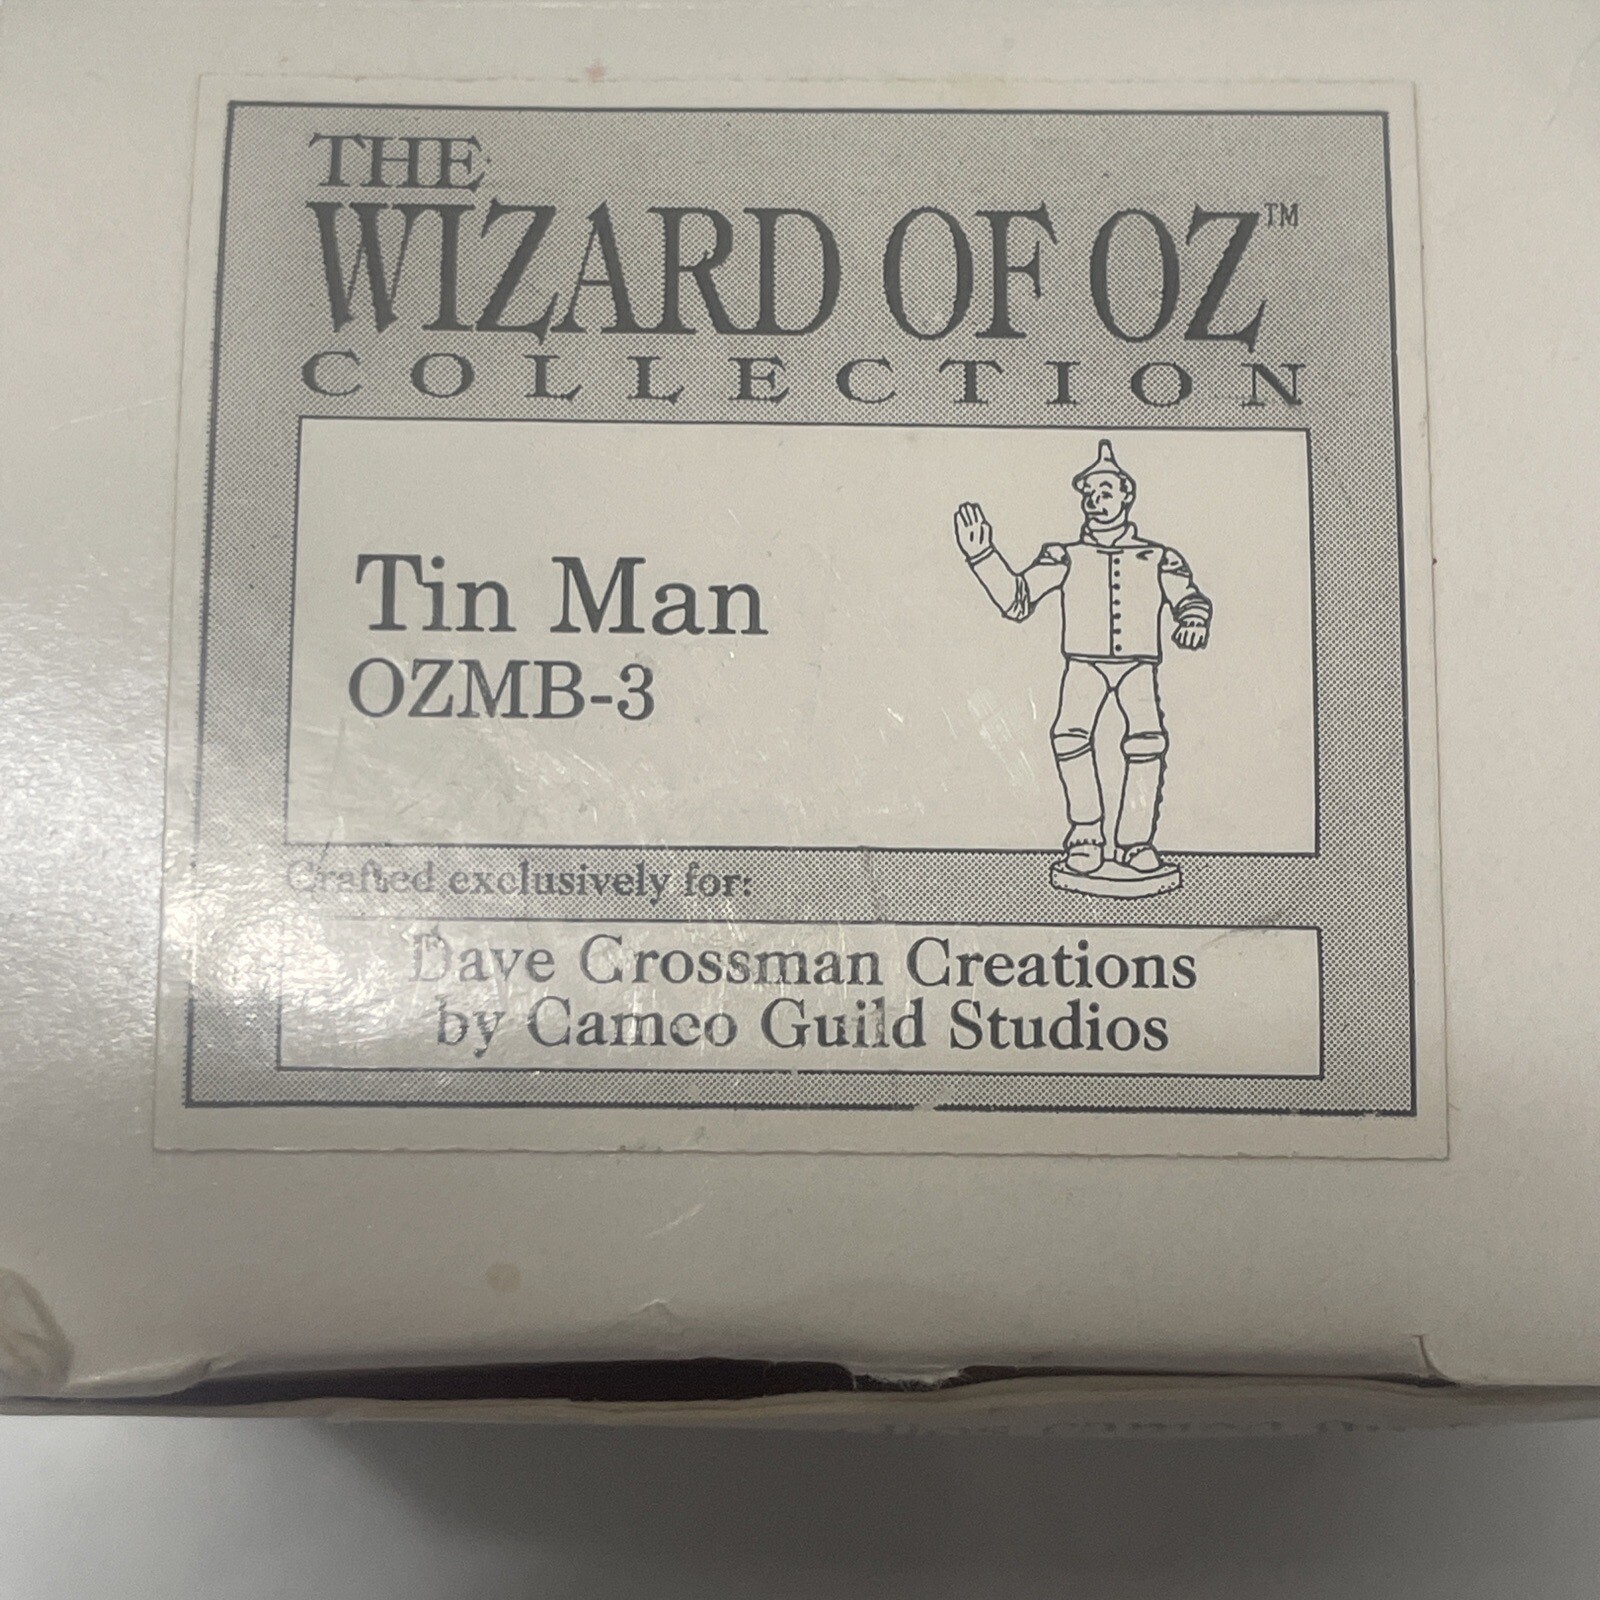 THE
WIZARD OF OZ™
COLLECTION
Tin Man
OZMB-3
Crafted exclusively for:
Dave Grossman Creations
by Cameo Guild Studios